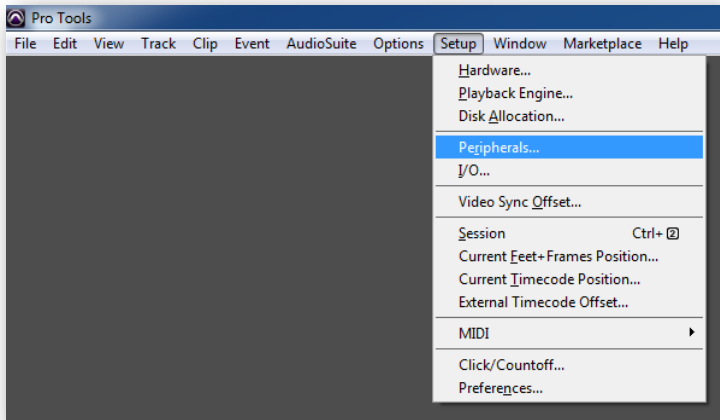 Pro Tools
File Edit View Track Clip Event AudioSuite Options Setup Window Marketplace Help
Hardware...
Playback Engine...
Disk Allocation...
Peripherals...
I/O...
Video Sync Offset...
Session Ctrl+ 2
Current Feet+Frames Position...
Current Timecode Position...
External Timecode Offset...
MIDI
Click/Countoff...
Preferences...